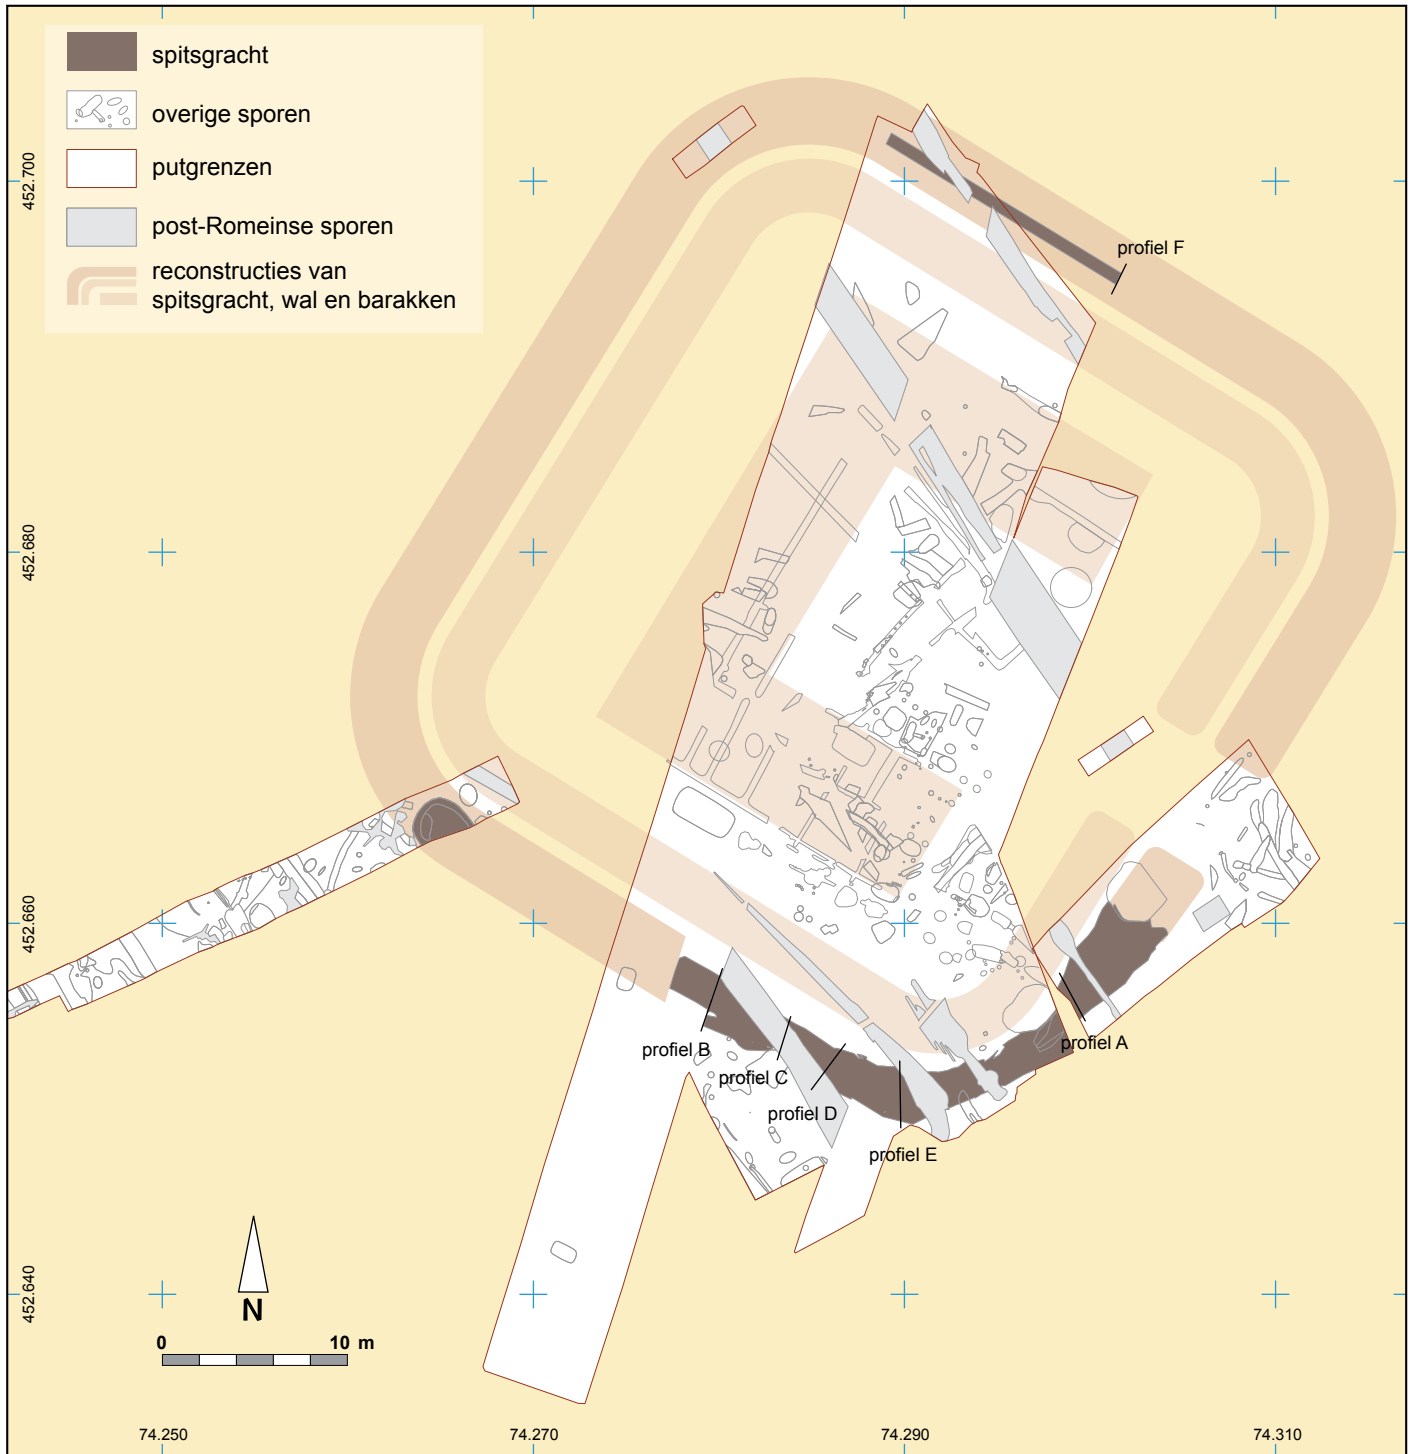 spitsgracht
overige sporen
putgrenzen
post-Romeinse sporen
reconstructies van
spitsgracht, wal en barakken
452.700
profiel F
452.680
452.660
profiel A
profiel B
profiel C
profiel D
profiel E
452.640
N
0 10 m
74.250 74.270 74.290 74.310